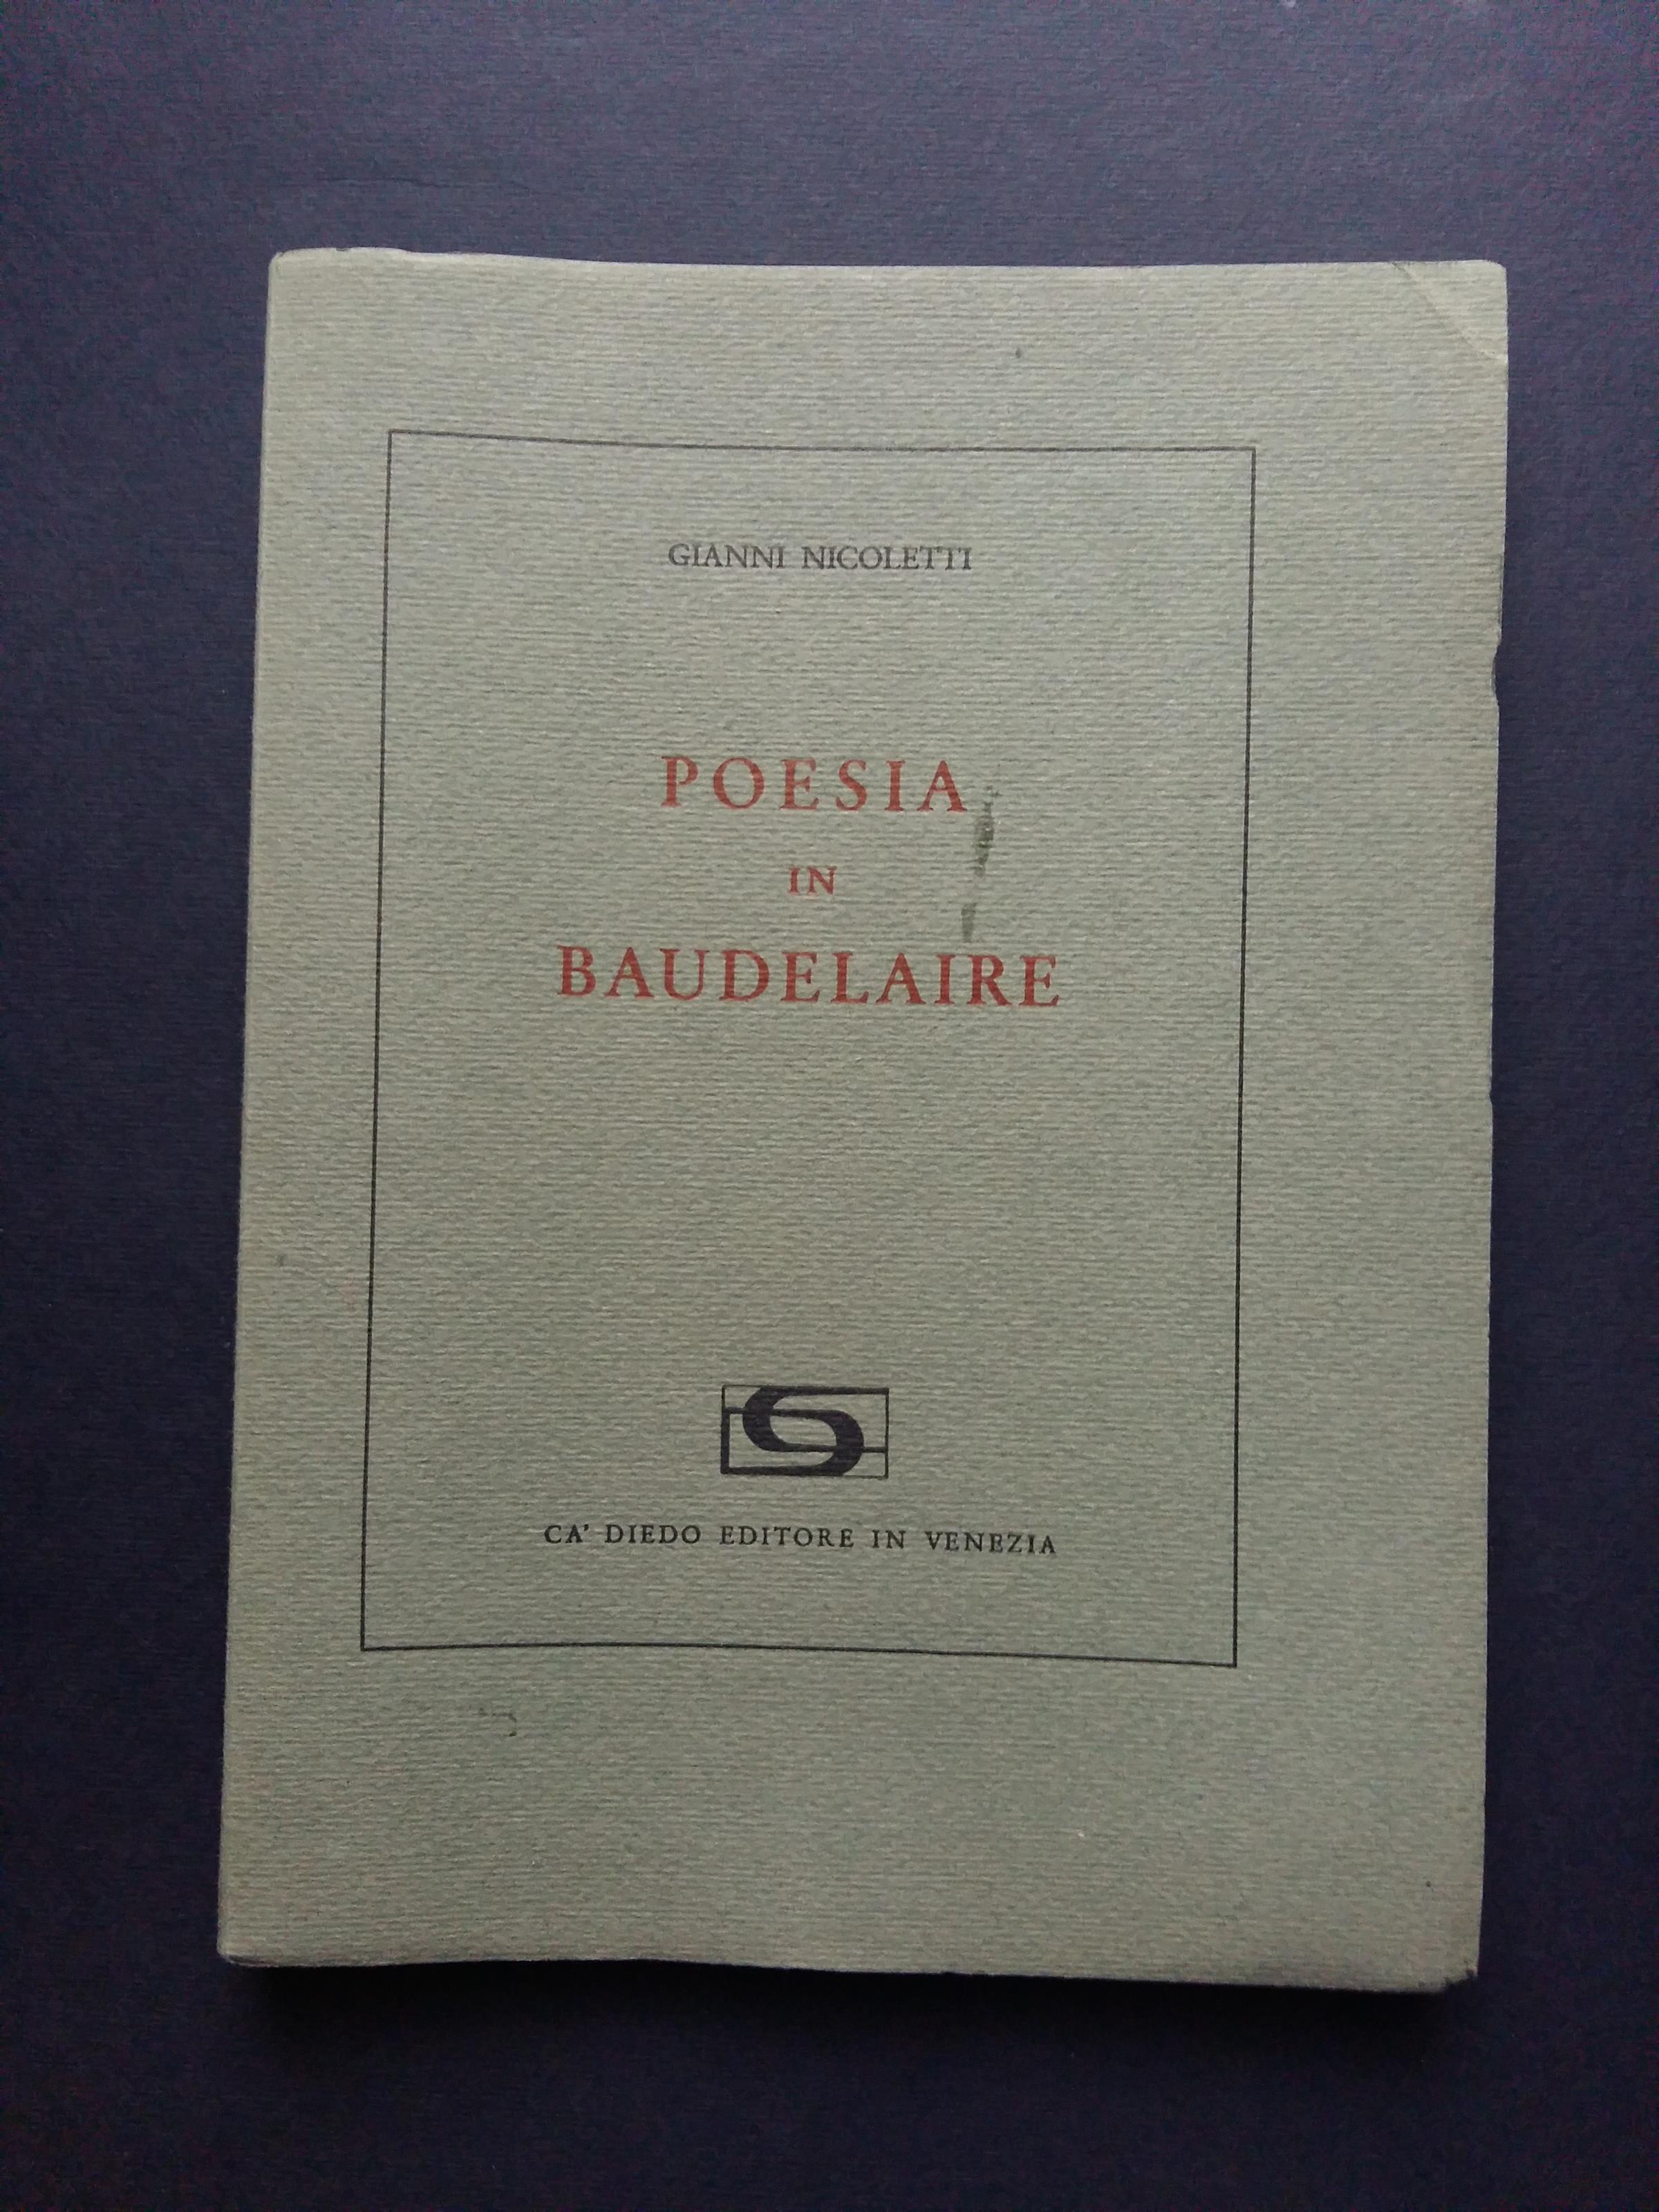 GIANNI NICOLETTI
POESIA
IN
BAUDELAIRE
CA' DIEDO EDITORE IN VENEZIA